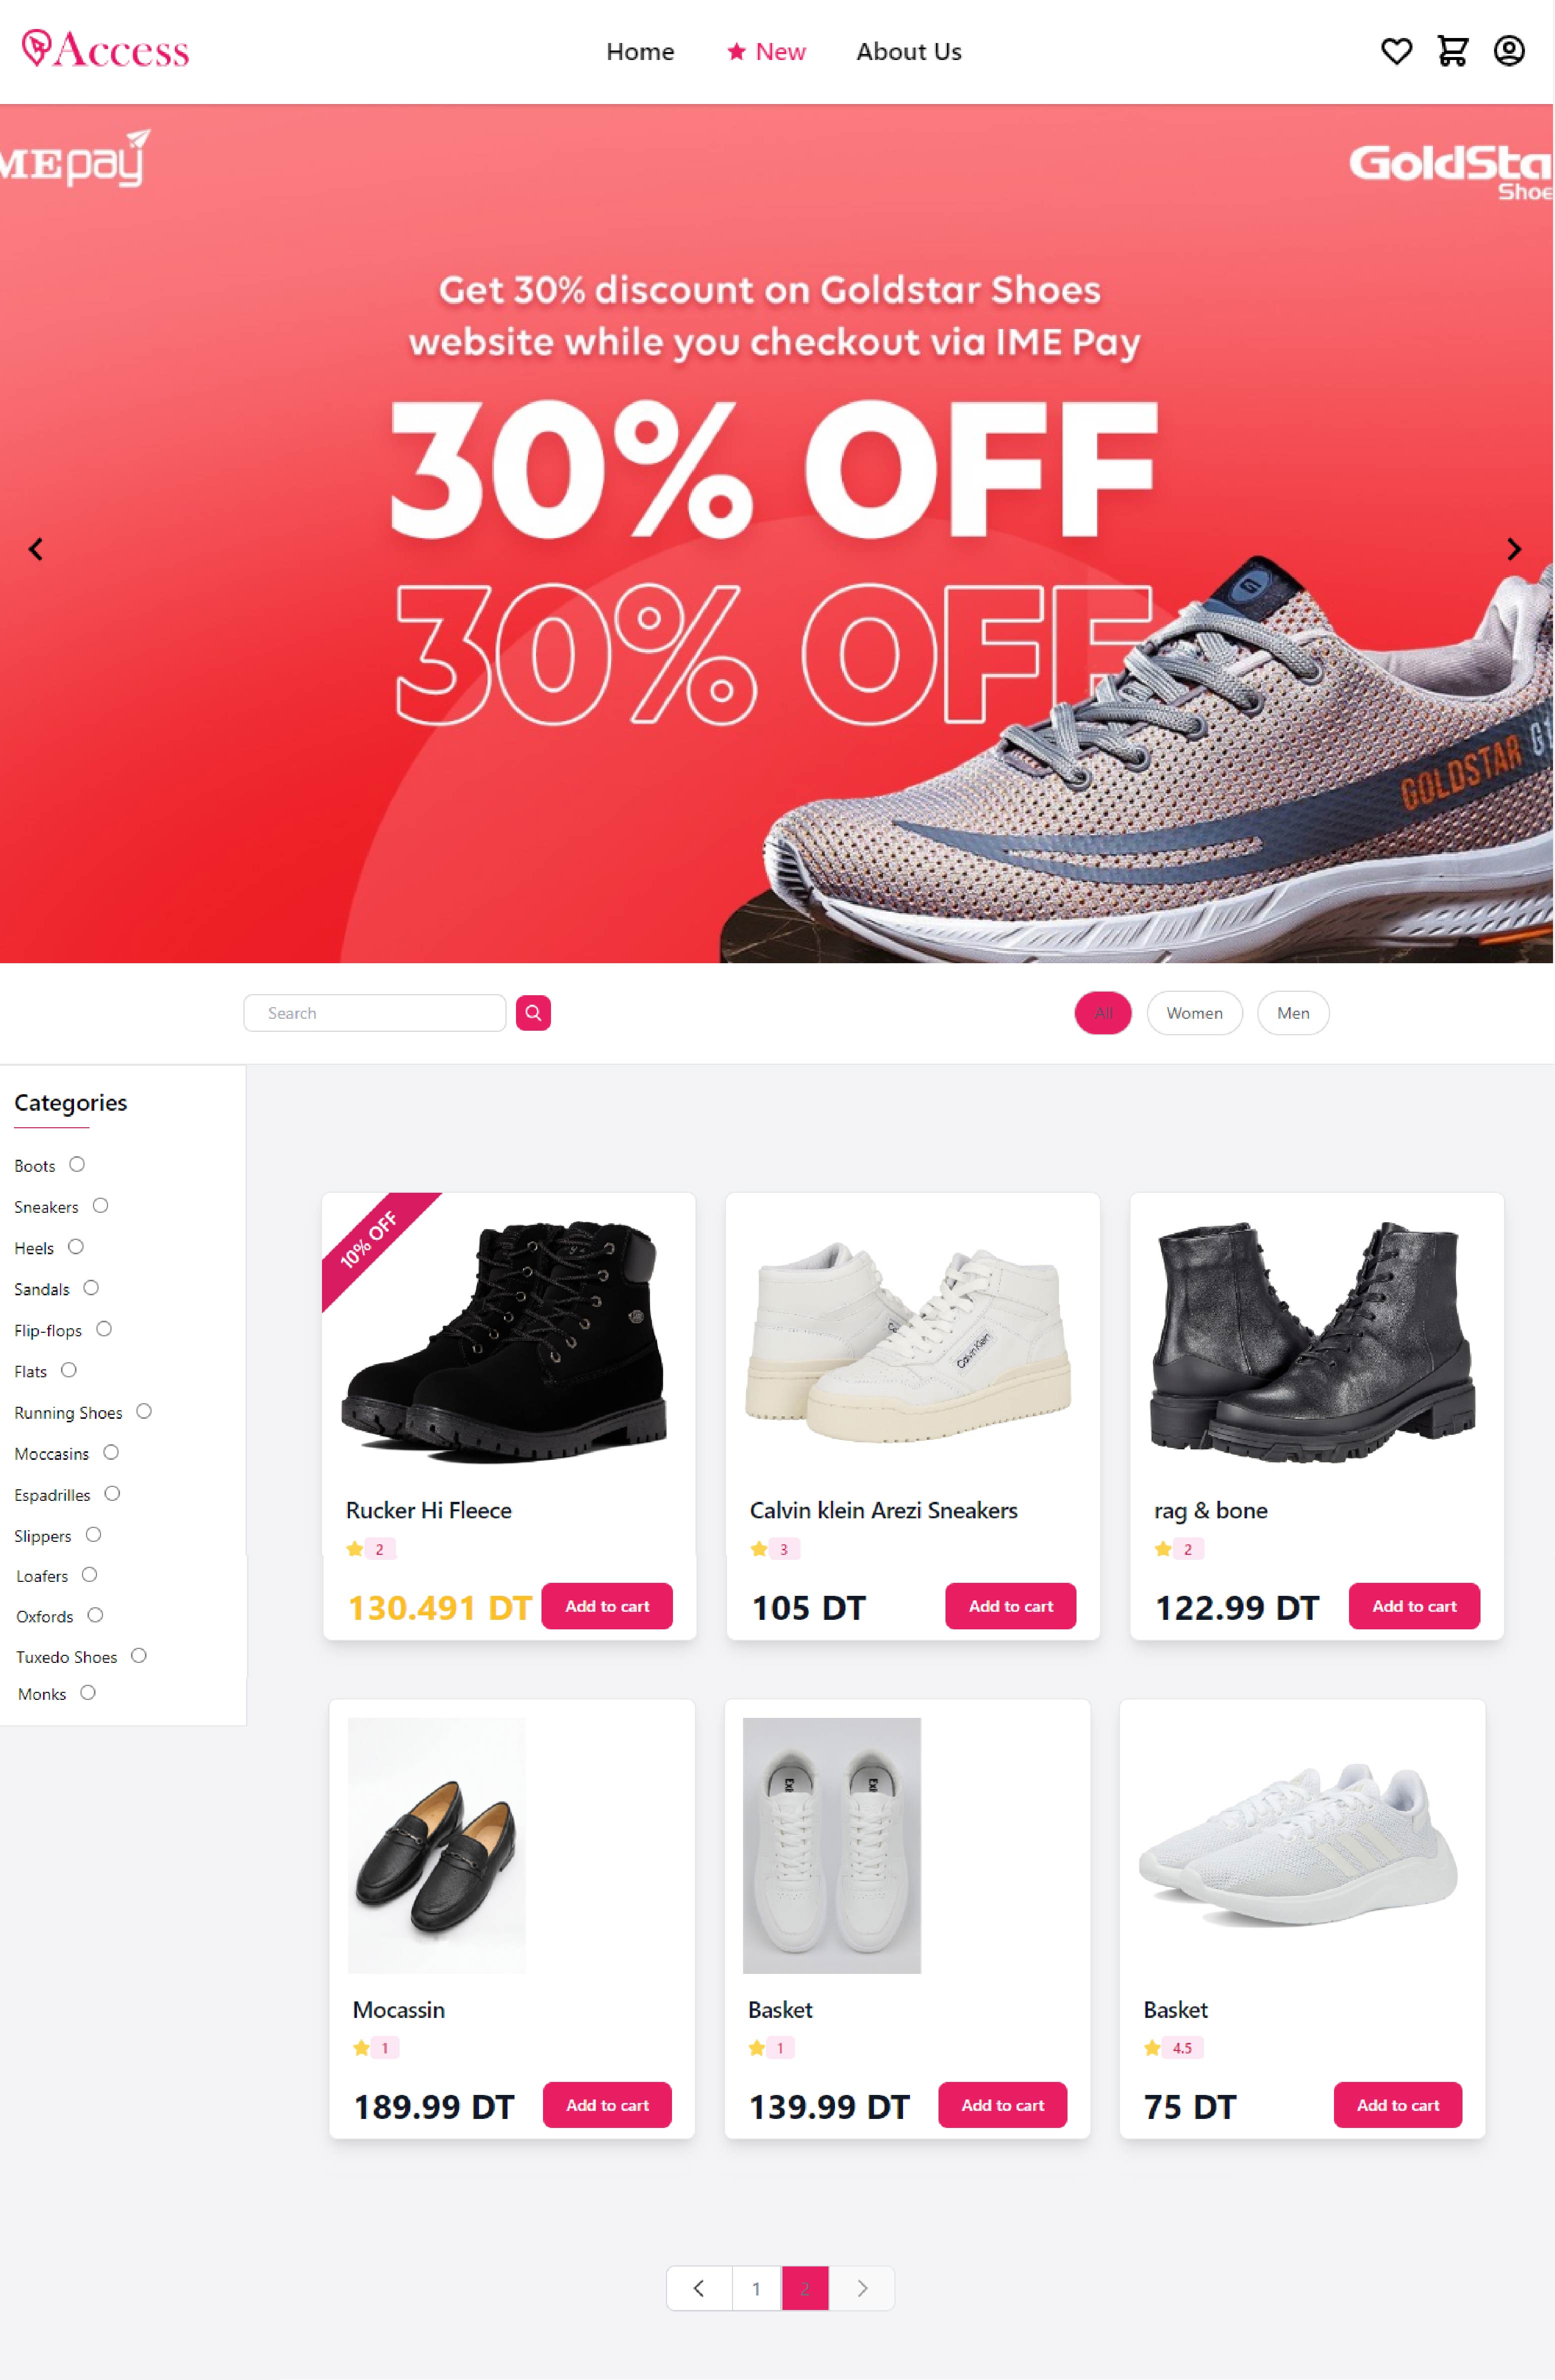 Access
Home
New
About Us
MEpay
GoldSta
Shoe
Get 30% discount on Goldstar Shoes
website while you checkout via IME Pay
30% OFF
30% OFF
GOLDSTAR G1
Search
All
Women
Men
Categories
Boots
Sneakers
Heels
Sandals
Flip-flops
Flats
Running Shoes
Moccasins
Espadrilles
Slippers
Loafers
Oxfords
Tuxedo Shoes
Monks
10% OFF
Calvin Klein
Rucker Hi Fleece
2
130.491 DT
Add to cart
Calvin klein Arezi Sneakers
3
105 DT
Add to cart
rag & bone
2
122.99 DT
Add to cart
Mocassin
1
189.99 DT
Add to cart
Basket
1
139.99 DT
Add to cart
Basket
4.5
75 DT
Add to cart
1
2